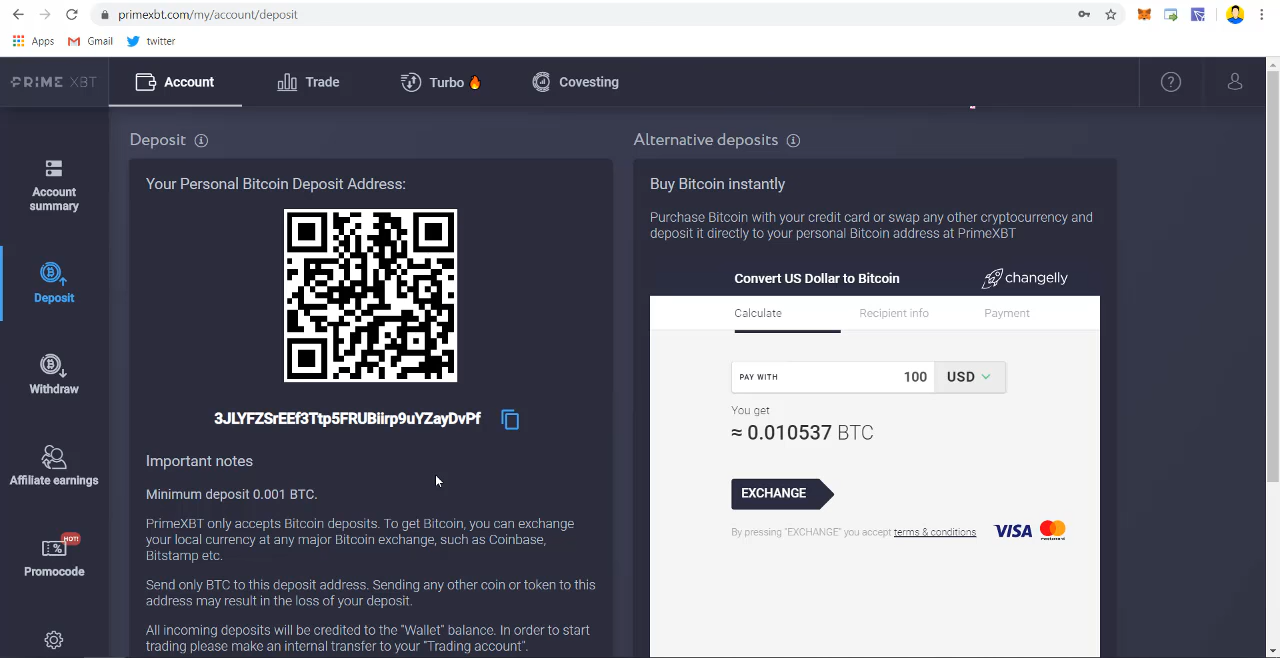 primexbt.com/my/account/deposit
Apps Gmail twitter
PRIME XBT Account Trade Turbo Covesting ?
Account
summary
Deposit
Withdraw
Affiliate earnings
HOT!
Promocode
Deposit
Your Personal Bitcoin Deposit Address:
3JLYFZSrEEf3Ttp5FRUBiirp9uYZayDvPf
Important notes
Minimum deposit 0.001 BTC.
PrimeXBT only accepts Bitcoin deposits. To get Bitcoin, you can exchange
your local currency at any major Bitcoin exchange, such as Coinbase,
Bitstamp etc.
Send only BTC to this deposit address. Sending any other coin or token to this
address may result in the loss of your deposit.
All incoming deposits will be credited to the "Wallet" balance. In order to start
trading please make an internal transfer to your "Trading account".
Alternative deposits
Buy Bitcoin instantly
Purchase Bitcoin with your credit card or swap any other cryptocurrency and
deposit it directly to your personal Bitcoin address at PrimeXBT
Convert US Dollar to Bitcoin changelly
Calculate Recipient info Payment
PAY WITH 100 USD
You get
≈ 0.010537 BTC
EXCHANGE
By pressing "EXCHANGE" you accept terms & conditions VISA mastercard